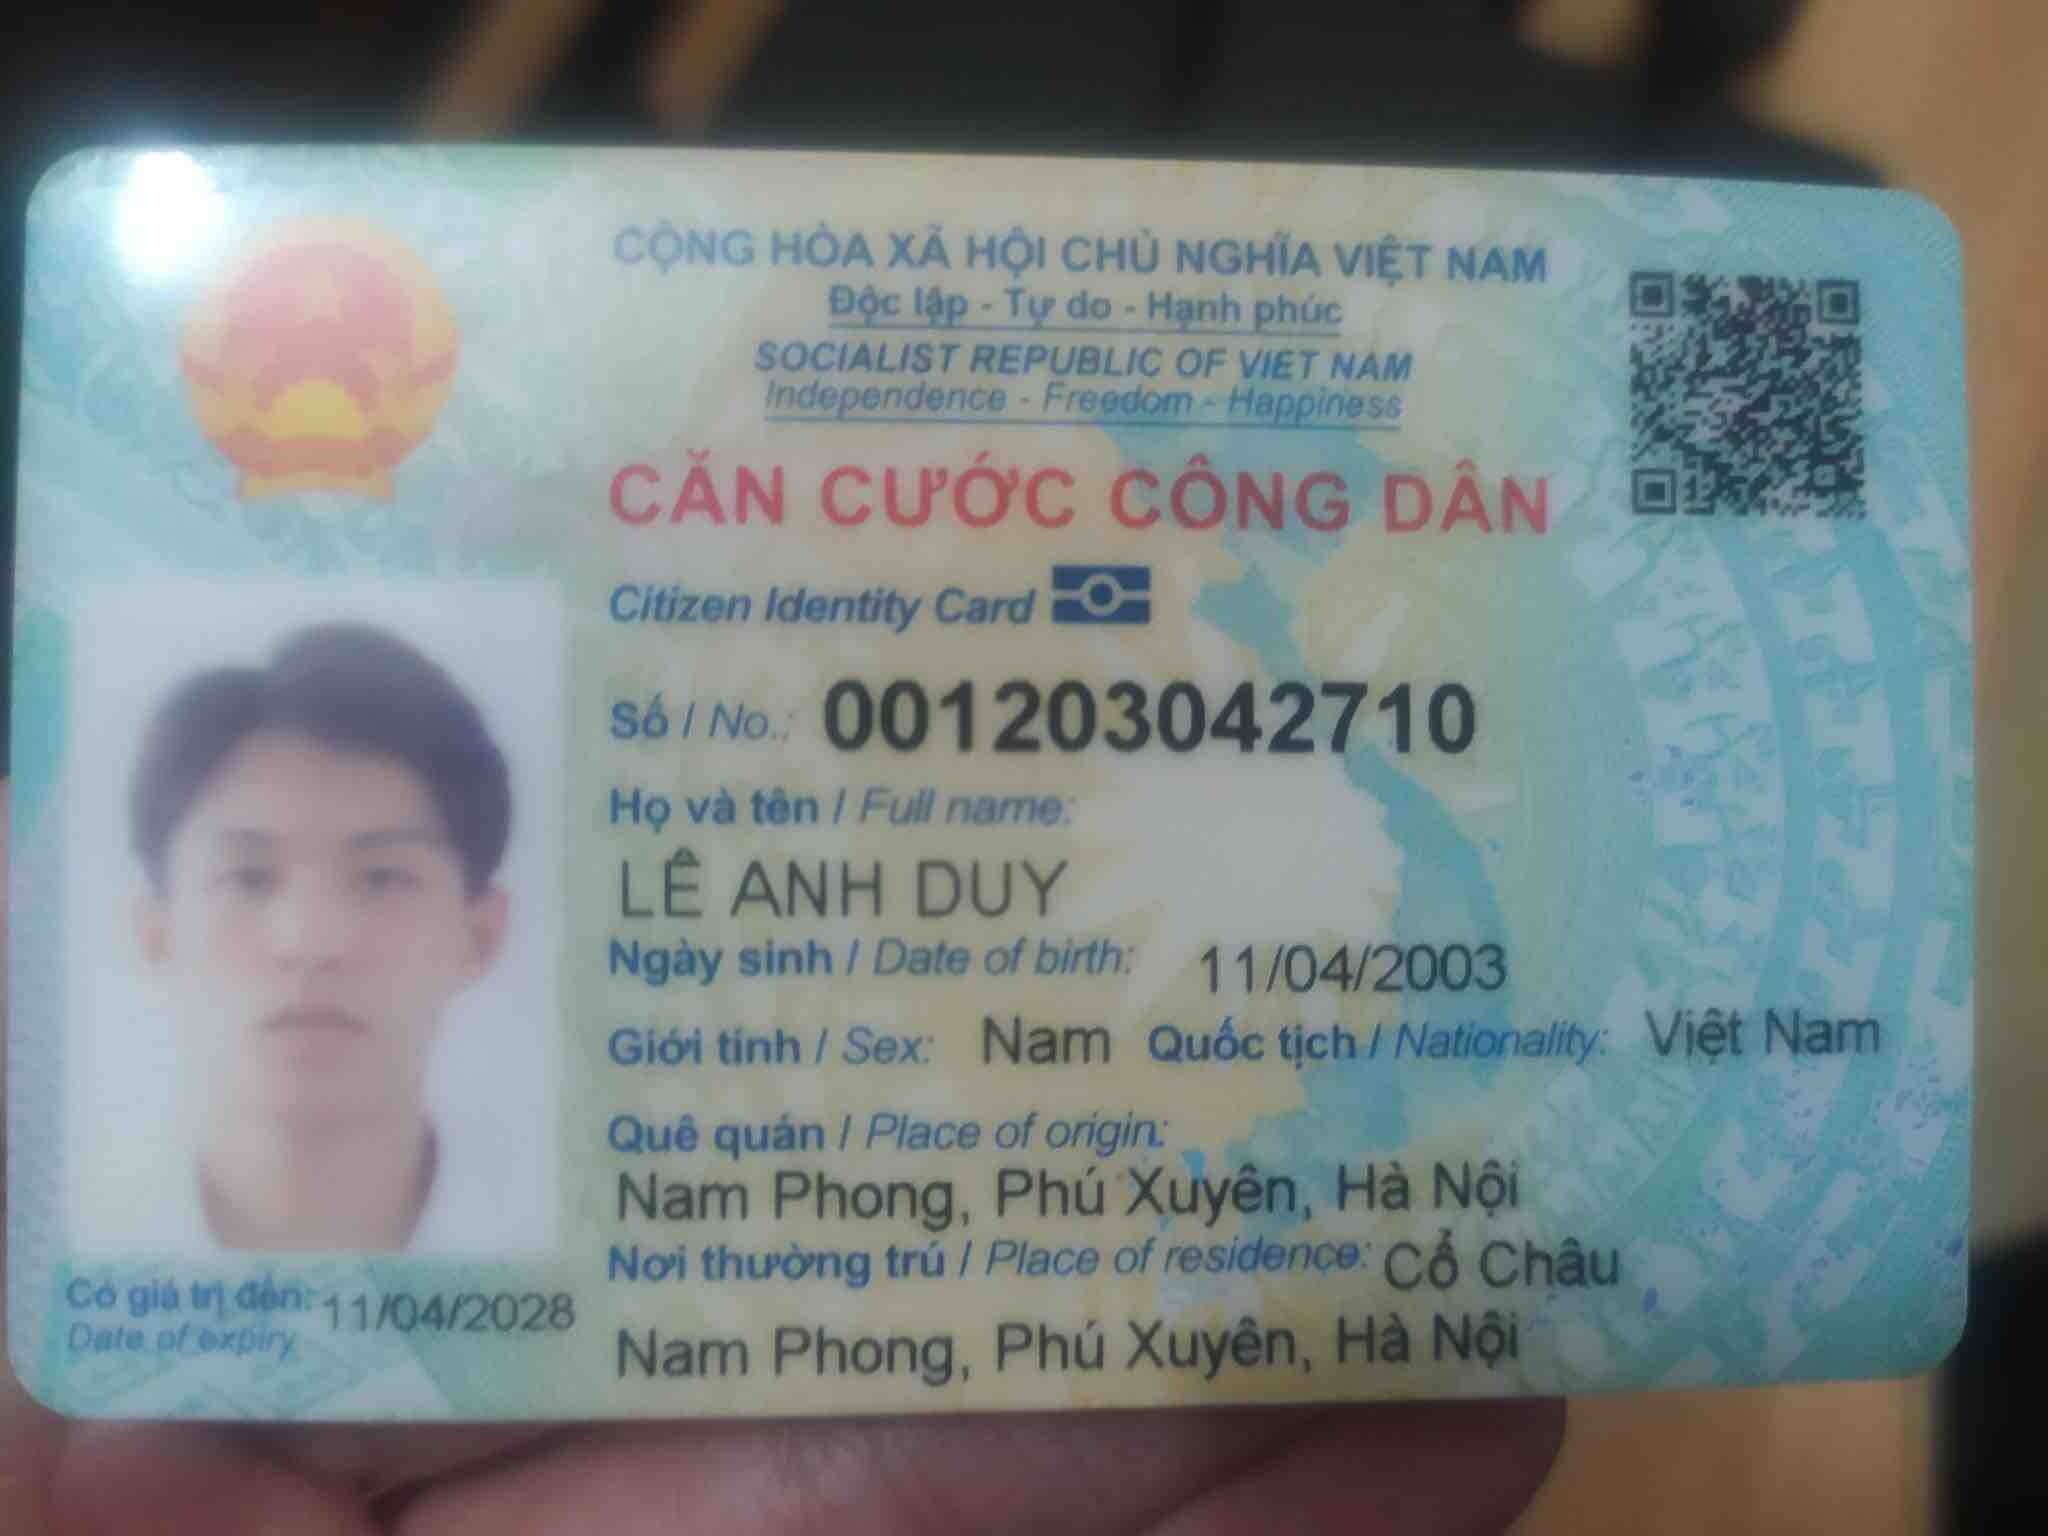 CỘNG HÒA XÃ HỘI CHỦ NGHĨA VIỆT NAM
Độc lập - Tự do - Hạnh phúc
SOCIALIST REPUBLIC OF VIET NAM
Independence - Freedom - Happiness
CĂN CƯỚC CÔNG DÂN
Citizen Identity Card
Số / No.: 001203042710
Họ và tên / Full name:
LÊ ANH DUY
Ngày sinh / Date of birth: 11/04/2003
Giới tính / Sex: Nam Quốc tịch / Nationality: Việt Nam
Quê quán / Place of origin:
Nam Phong, Phú Xuyên, Hà Nội
Nơi thường trú / Place of residence: Cổ Châu
Nam Phong, Phú Xuyên, Hà Nội
Có giá trị đến: 11/04/2028
Date of expiry